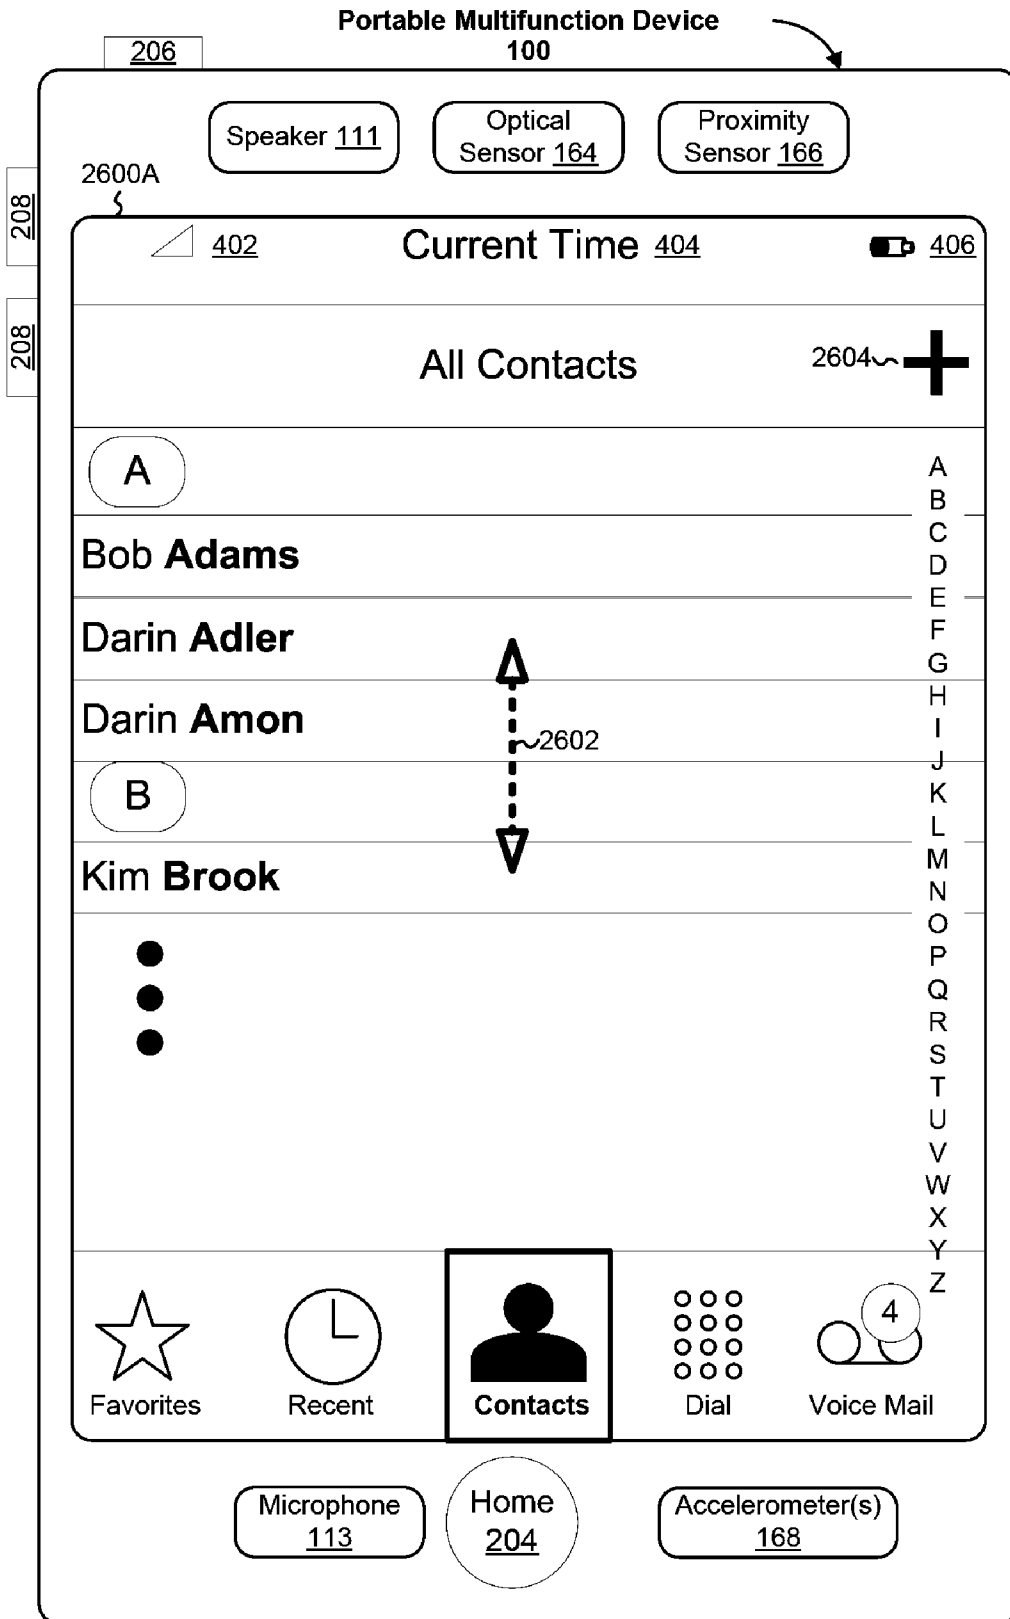 Portable Multifunction Device
100
206
Speaker 111
Optical
Sensor 164
Proximity
Sensor 166
2600A
208
208
402
Current Time 404
406
All Contacts
2604
A
Bob Adams
Darin Adler
Darin Amon
2602
B
Kim Brook
A
B
C
D
E
F
G
H
I
J
K
L
M
N
O
P
Q
R
S
T
U
V
W
X
Y
Z
4
Favorites
Recent
Contacts
Dial
Voice Mail
Microphone
113
Home
204
Accelerometer(s)
168